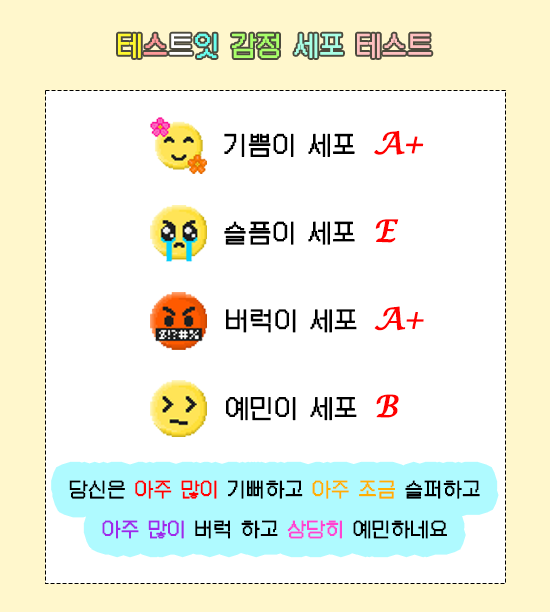 테스트잇 감정 세포 테스트
기쁨이 세포 A+
슬픔이 세포 E
버럭이 세포 A+
$!?#%
예민이 세포 B
당신은 아주 많이 기뻐하고 아주 조금 슬퍼하고
아주 많이 버럭 하고 상당히 예민하네요